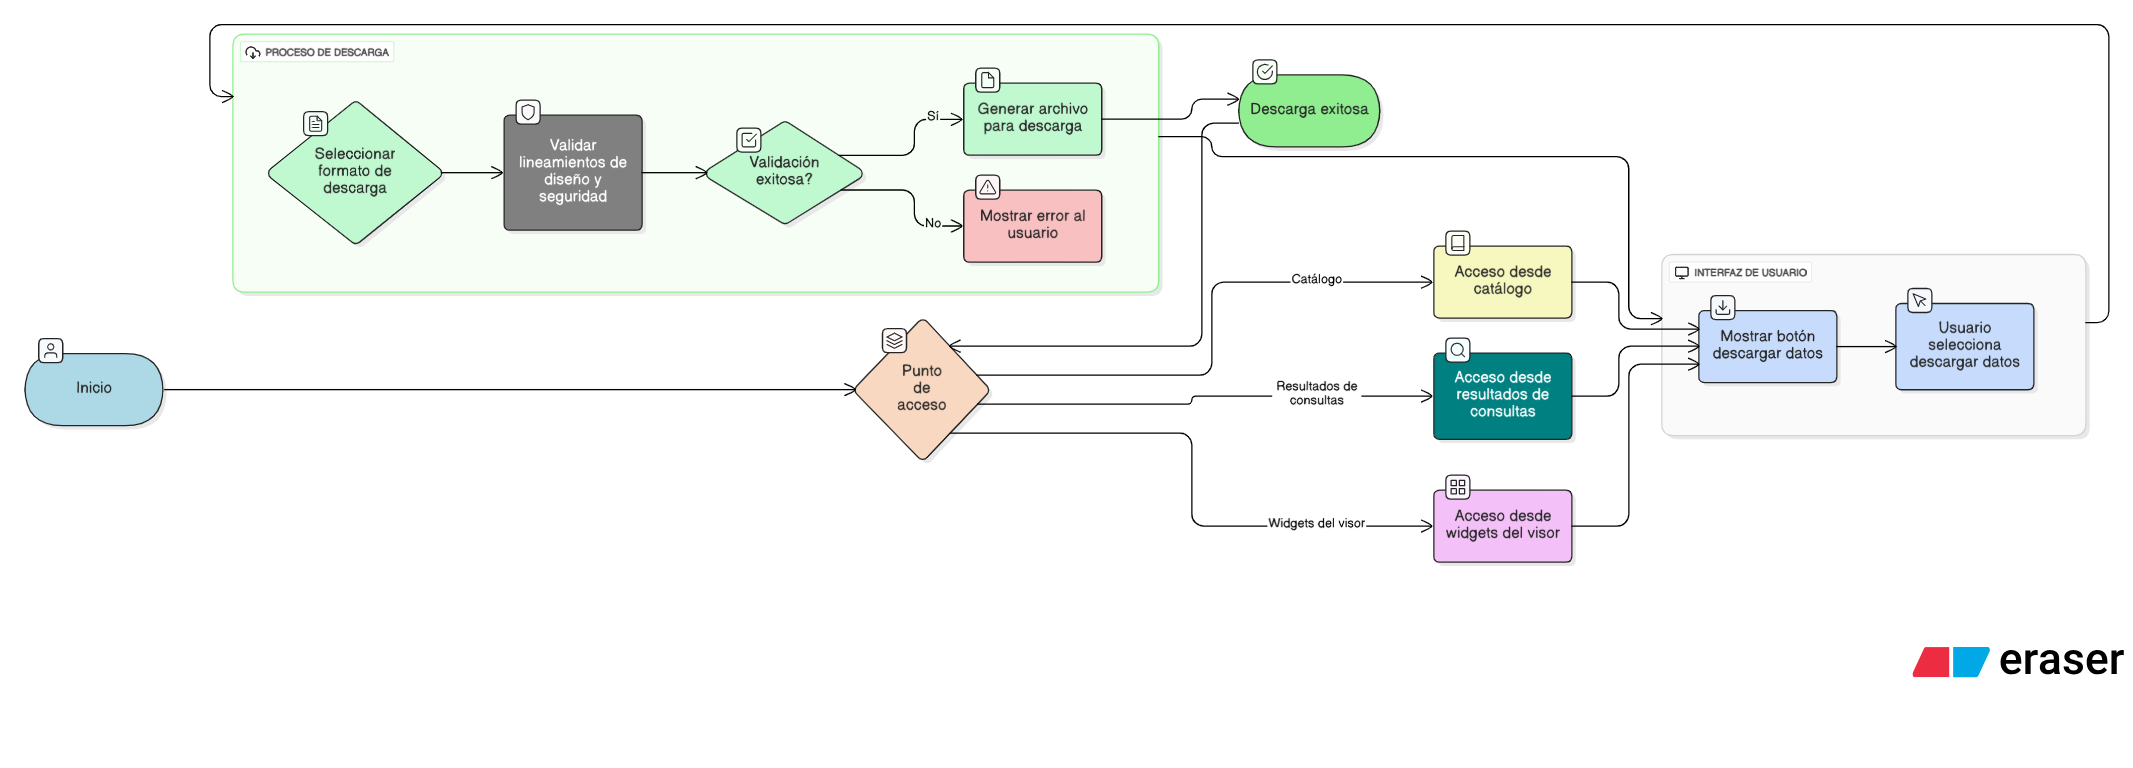 PROCESO DE DESCARGA
Seleccionar
formato de
descarga
Validar
lineamientos de
diseño y
seguridad
Validación
exitosa?
Sí
No
Generar archivo
para descarga
Mostrar error al
usuario
Descarga exitosa
Inicio
Punto
de
acceso
Catálogo
Resultados de
consultas
Widgets del visor
Acceso desde
catálogo
Acceso desde
resultados de
consultas
Acceso desde
widgets del visor
INTERFAZ DE USUARIO
Mostrar botón
descargar datos
Usuario
selecciona
descargar datos
eraser